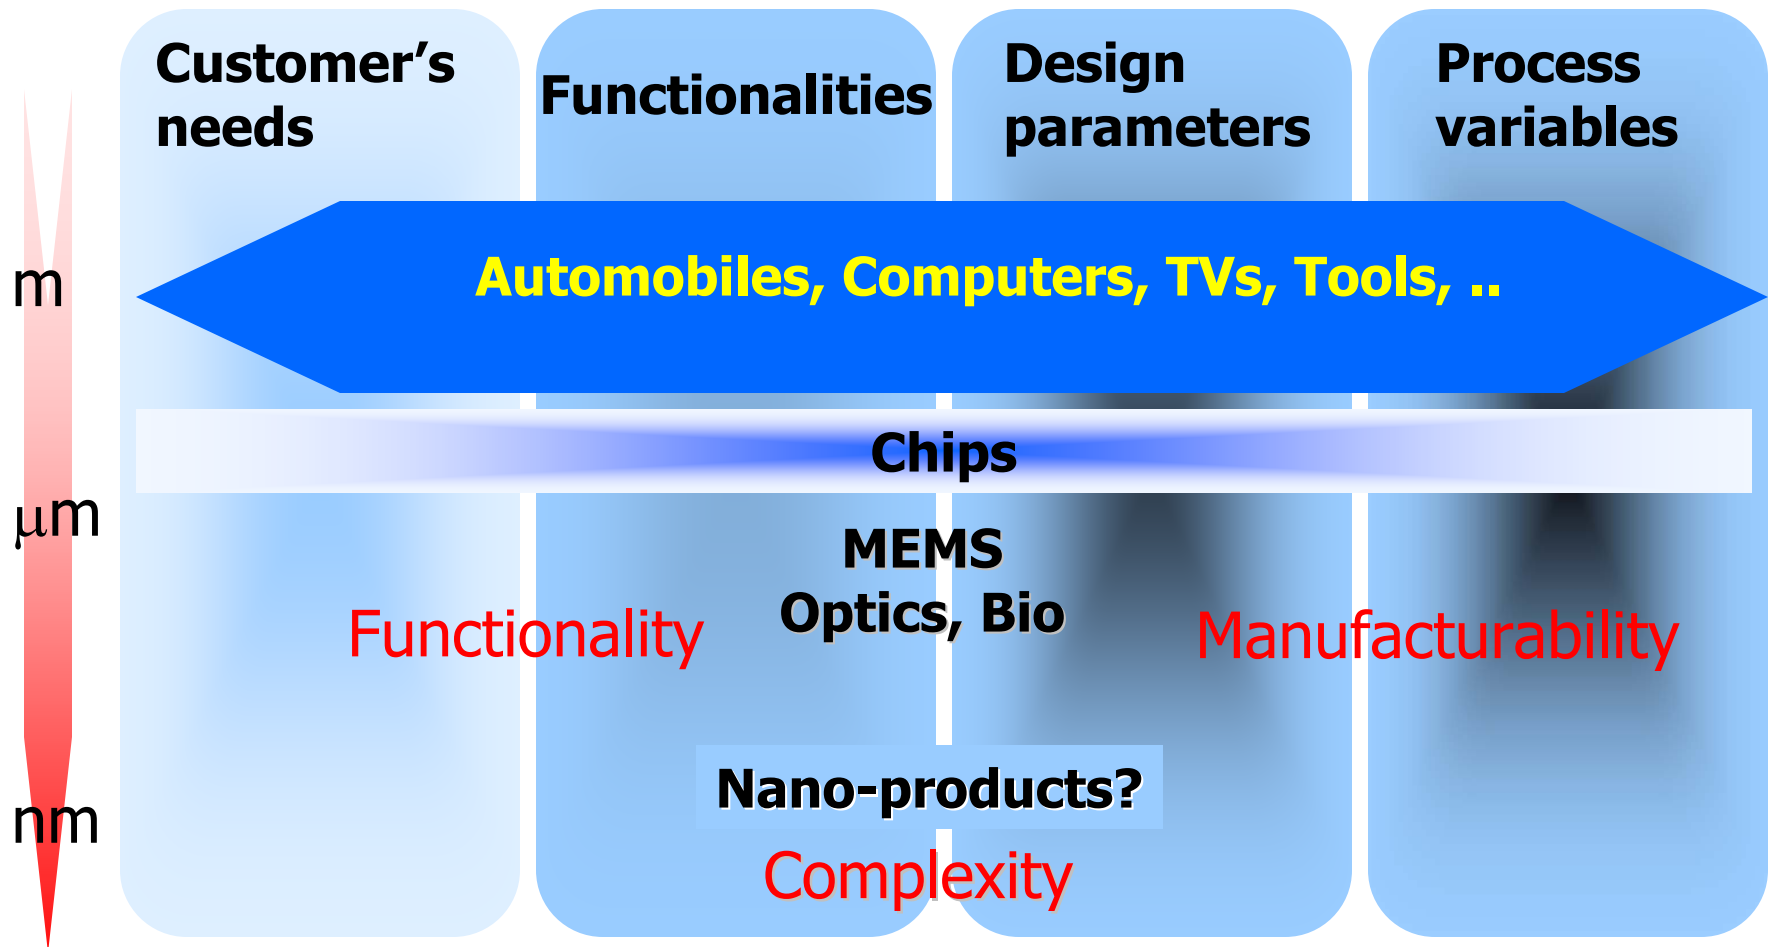 Customer’s
needs
Functionalities
Design
parameters
Process
variables
m
Automobiles, Computers, TVs, Tools, ..
Chips
μm
MEMS
Optics, Bio
Functionality
Manufacturability
Nano-products?
nm
Complexity